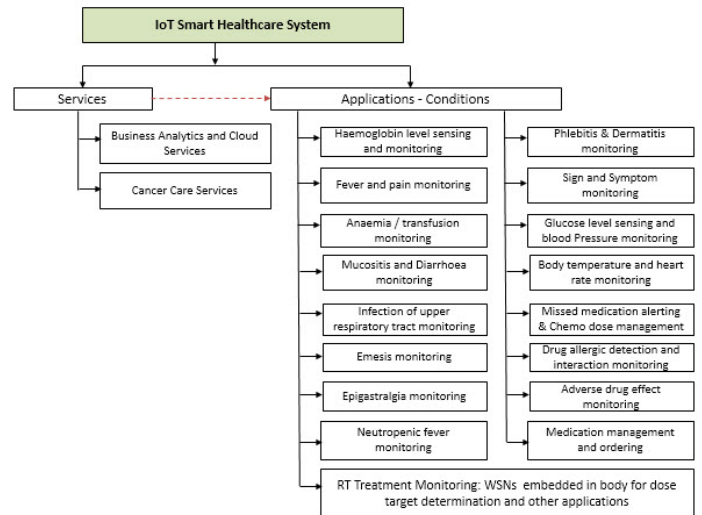 IoT Smart Healthcare System
Services
Applications - Conditions
Business Analytics and Cloud
Services
Cancer Care Services
Haemoglobin level sensing
and monitoring
Fever and pain monitoring
Anaemia / transfusion
monitoring
Mucositis and Diarrhoea
monitoring
Infection of upper
respiratory tract monitoring
Emesis monitoring
Epigastralgia monitoring
Neutropenic fever
monitoring
RT Treatment Monitoring: WSNs embedded in body for dose
target determination and other applications
Phlebitis & Dermatitis
monitoring
Sign and Symptom
monitoring
Glucose level sensing and
blood Pressure monitoring
Body temperature and heart
rate monitoring
Missed medication alerting
& Chemo dose management
Drug allergic detection and
interaction monitoring
Adverse drug effect
monitoring
Medication management
and ordering